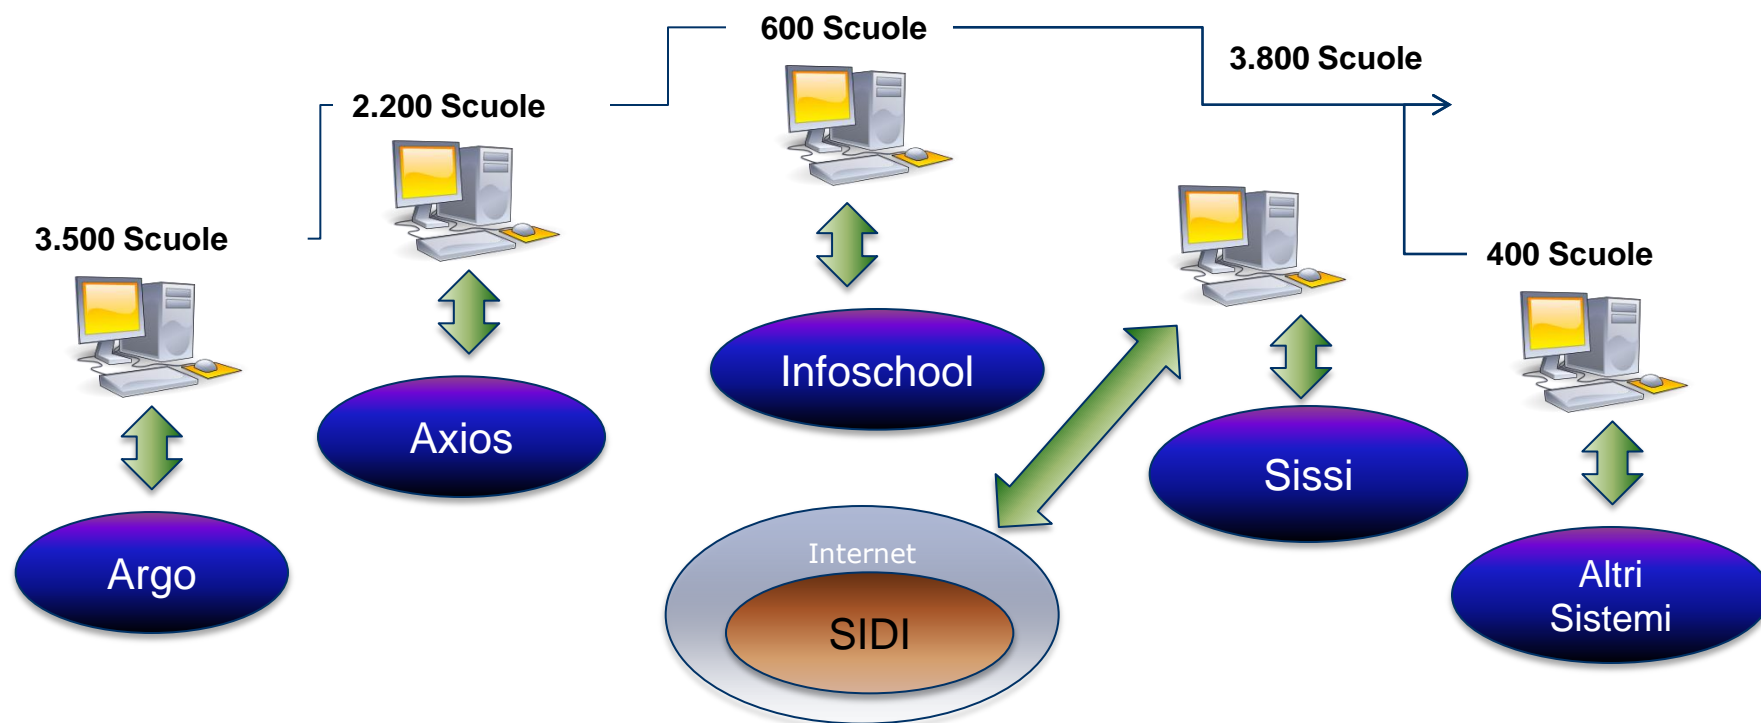 600 Scuole
3.800 Scuole
2.200 Scuole
3.500 Scuole
400 Scuole
Infoschool
Axios
Sissi
Argo
Internet
SIDI
Altri
Sistemi